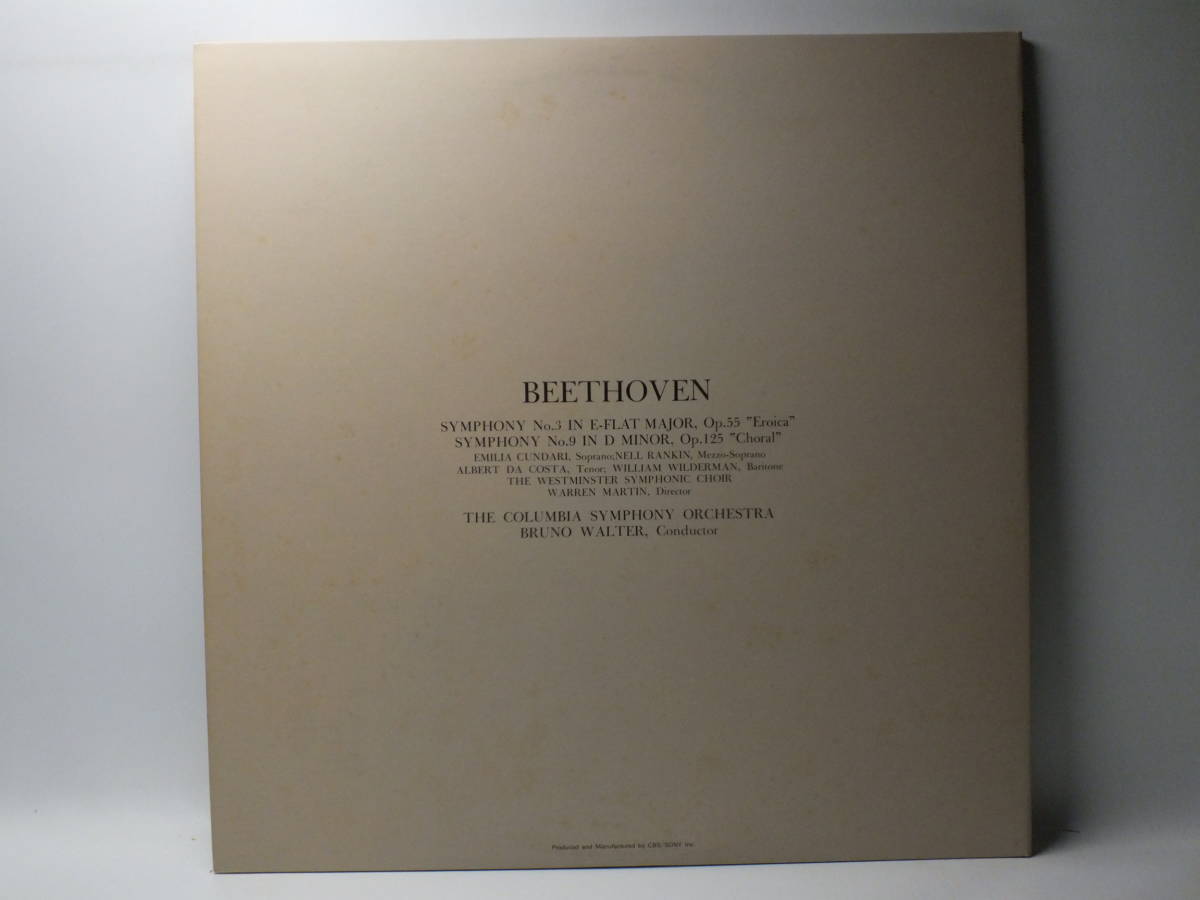 BEETHOVEN
SYMPHONY No.3 IN E-FLAT MAJOR, Op.55 "Eroica"
SYMPHONY No.9 IN D MINOR, Op.125 "Choral"
EMILIA CUNDARI, Soprano;NELL RANKIN, Mezzo-Soprano
ALBERT DA COSTA, Tenor; WILLIAM WILDERMAN, Baritone
THE WESTMINSTER SYMPHONIC CHOIR
WARREN MARTIN, Director
THE COLUMBIA SYMPHONY ORCHESTRA
BRUNO WALTER, Conductor
Produced and Manufactured by CBS/SONY Inc.